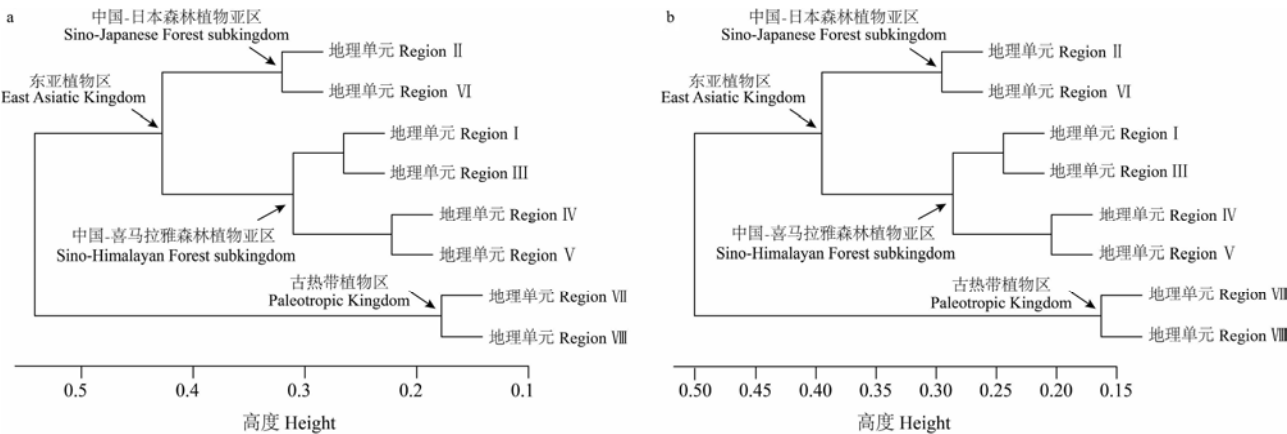 a
中国-日本森林植物亚区
Sino-Japanese Forest subkingdom
地理单元 Region Ⅱ
东亚植物区
East Asiatic Kingdom
地理单元 Region Ⅵ
地理单元 Region Ⅰ
地理单元 Region Ⅲ
地理单元 Region Ⅳ
中国-喜马拉雅森林植物亚区
Sino-Himalayan Forest subkingdom
地理单元 Region Ⅴ
古热带植物区
Paleotropic Kingdom
地理单元 Region Ⅶ
地理单元 Region Ⅷ
0.5 0.4 0.3 0.2 0.1
高度 Height
b
中国-日本森林植物亚区
Sino-Japanese Forest subkingdom
地理单元 Region Ⅱ
东亚植物区
East Asiatic Kingdom
地理单元 Region Ⅵ
地理单元 Region Ⅰ
地理单元 Region Ⅲ
地理单元 Region Ⅳ
中国-喜马拉雅森林植物亚区
Sino-Himalayan Forest subkingdom
地理单元 Region Ⅴ
古热带植物区
Paleotropic Kingdom
地理单元 Region Ⅶ
地理单元 Region Ⅷ
0.50 0.45 0.40 0.35 0.30 0.25 0.20 0.15
高度 Height